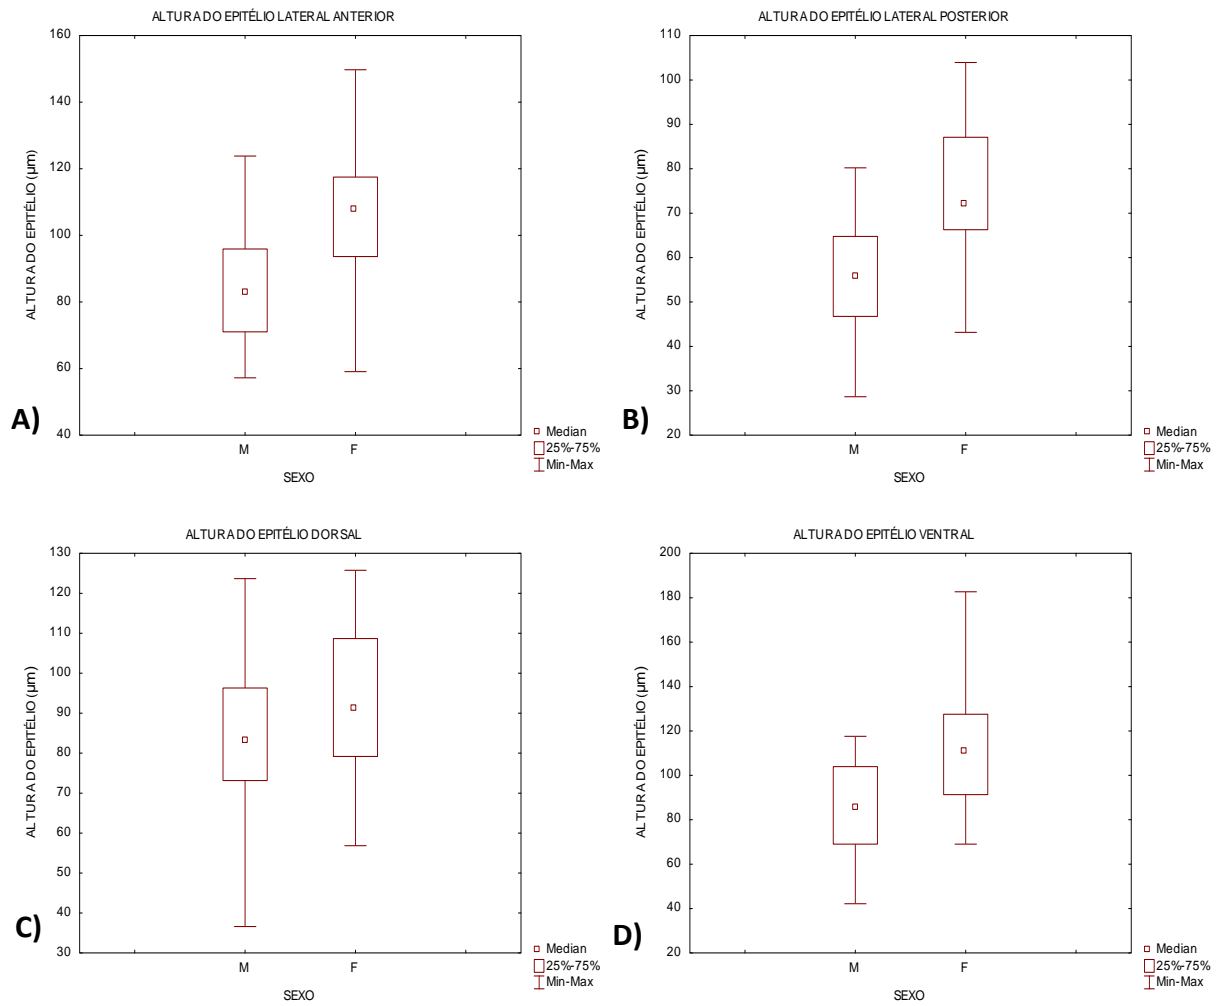 ALTURA DO EPITÉLIO LATERAL ANTERIOR
160
140
120
100
80
60
40
ALTURA DO EPITÉLIO (µm)
M F
SEXO
A)
Median
25%-75%
Min-Max
ALTURA DO EPITÉLIO LATERAL POSTERIOR
110
100
90
80
70
60
50
40
30
20
ALTURA DO EPITÉLIO (µm)
M F
SEXO
B)
Median
25%-75%
Min-Max
ALTURA DO EPITÉLIO DORSAL
130
120
110
100
90
80
70
60
50
40
30
ALTURA DO EPITÉLIO (µm)
M F
SEXO
C)
Median
25%-75%
Min-Max
ALTURA DO EPITÉLIO VENTRAL
200
180
160
140
120
100
80
60
40
20
ALTURA DO EPITÉLIO (µm)
M F
SEXO
D)
Median
25%-75%
Min-Max